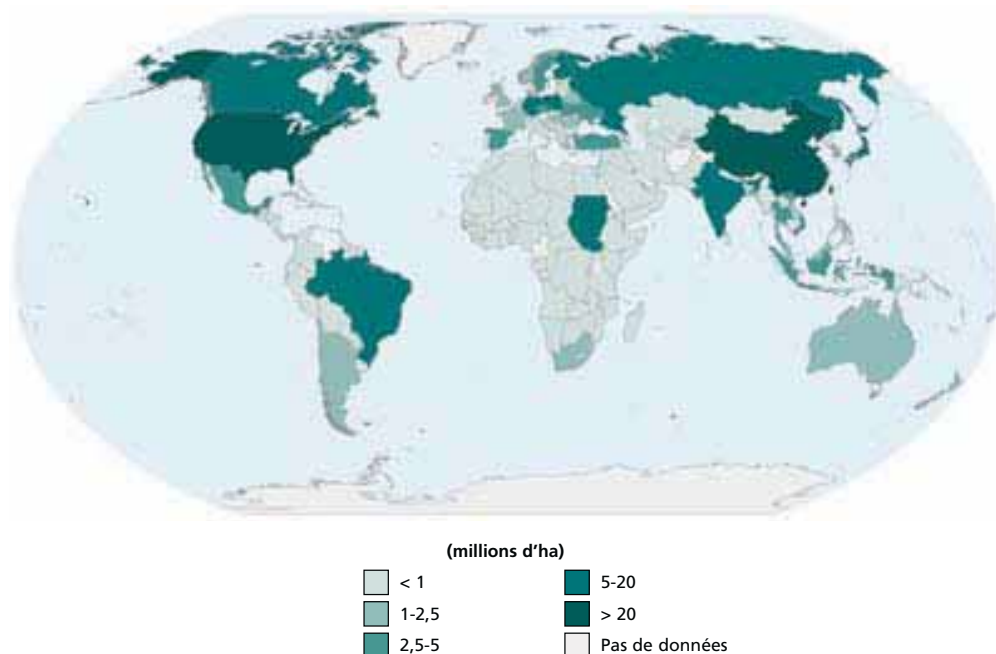 (millions d'ha)
< 1
5-20
1-2,5
> 20
2,5-5
Pas de données